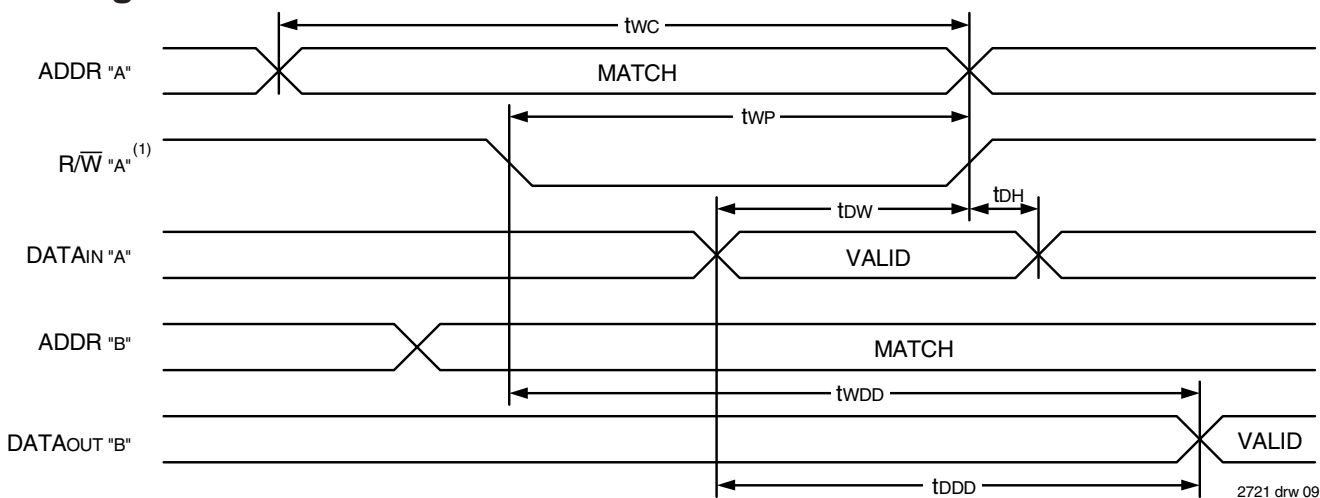 tWC
ADDR "A"
MATCH
tWP
R/W̅ "A"(1)
tDW
tDH
DATAIN "A"
VALID
ADDR "B"
MATCH
tWDD
DATAOUT "B"
VALID
tDDD
2721 drw 09